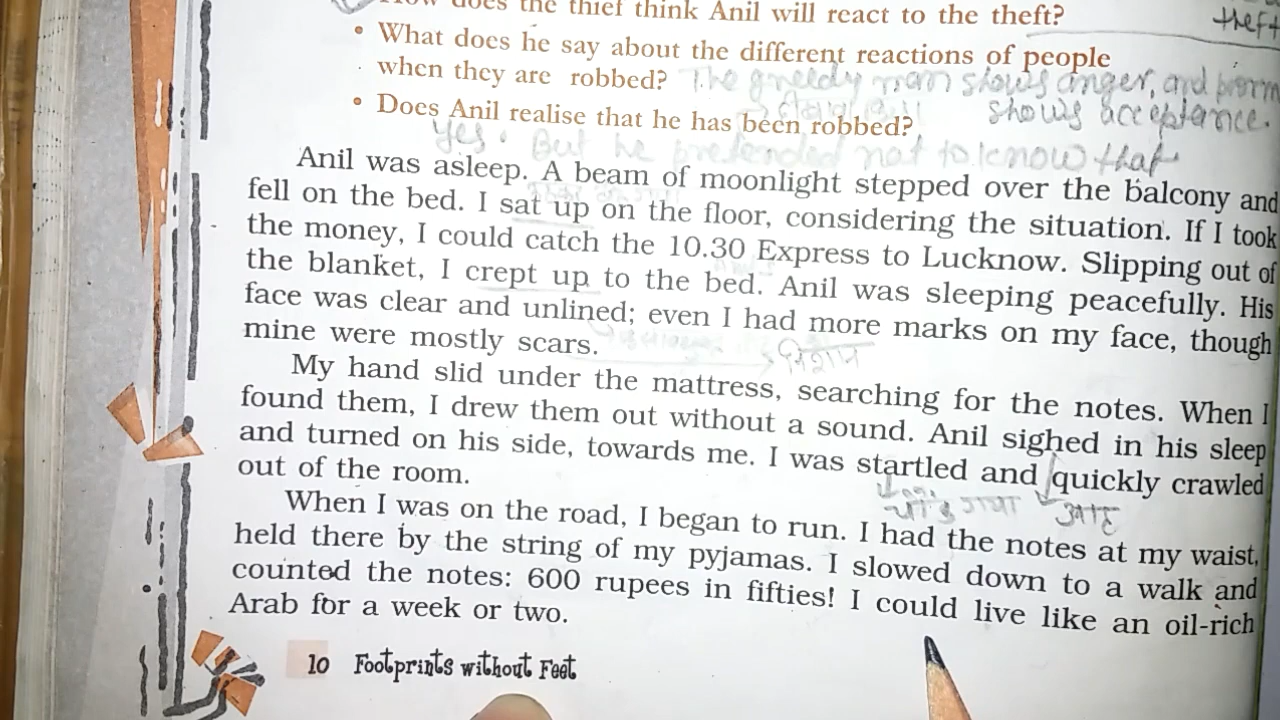 How does the thief think Anil will react to the theft?
theft
• What does he say about the different reactions of people
when they are robbed? The greedy man shows anger, and
shows acceptance.
• Does Anil realise that he has been robbed?
Yes. But he pretended not to know that
Anil was asleep. A beam of moonlight stepped over the balcony and
fell on the bed. I sat up on the floor, considering the situation. If I took
the money, I could catch the 10.30 Express to Lucknow. Slipping out of
the blanket, I crept up to the bed. Anil was sleeping peacefully. His
face was clear and unlined; even I had more marks on my face, though
mine were mostly scars.
निशान
My hand slid under the mattress, searching for the notes. When I
found them, I drew them out without a sound. Anil sighed in his sleep
and turned on his side, towards me. I was startled and quickly crawled
out of the room.
When I was on the road, I began to run. I had the notes at my waist,
held there by the string of my pyjamas. I slowed down to a walk and
counted the notes: 600 rupees in fifties! I could live like an oil-rich
Arab for a week or two.
10 Footprints without Feet